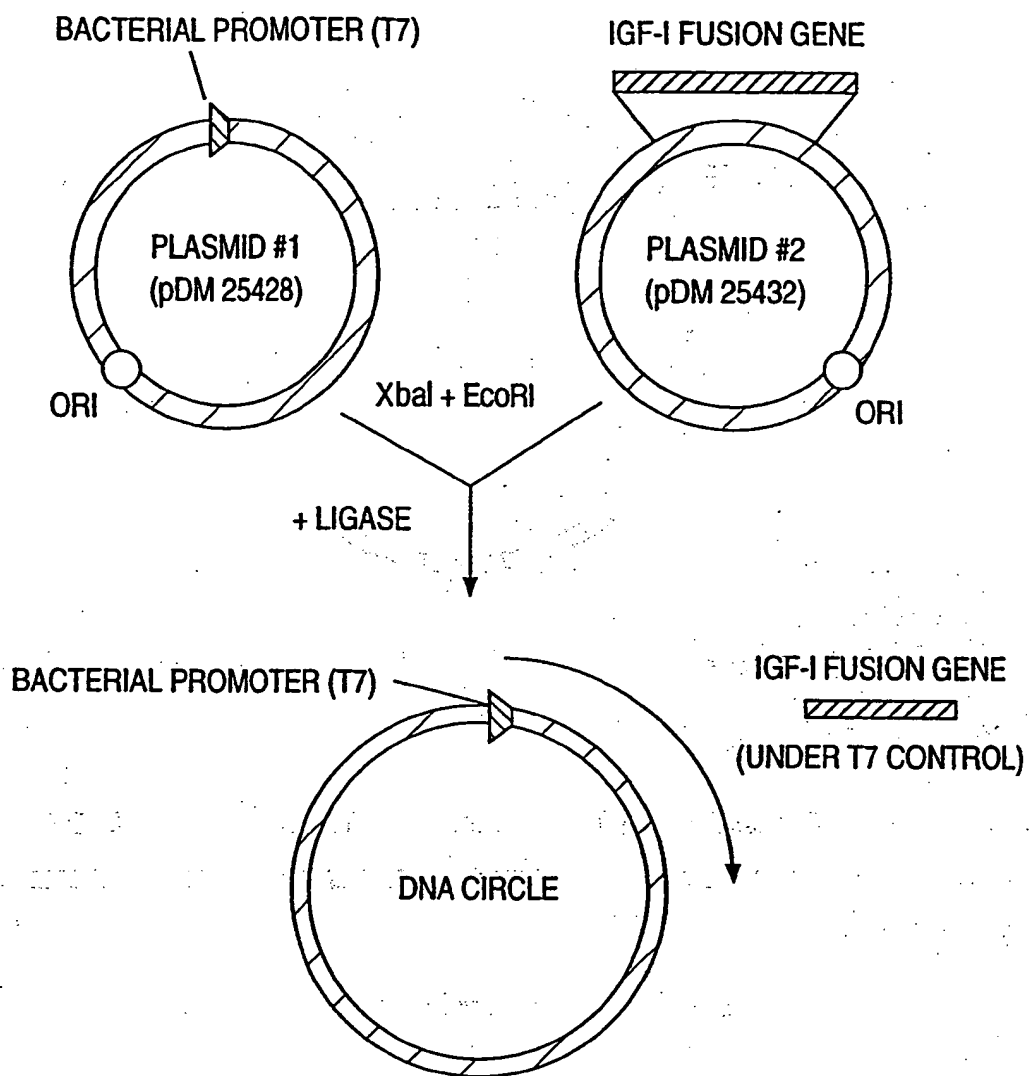 BACTERIAL PROMOTER (T7)
IGF-I FUSION GENE
PLASMID #1
(pDM 25428)
PLASMID #2
(pDM 25432)
ORI
XbaI + EcoRI
ORI
+ LIGASE
BACTERIAL PROMOTER (T7)
IGF-I FUSION GENE
(UNDER T7 CONTROL)
DNA CIRCLE